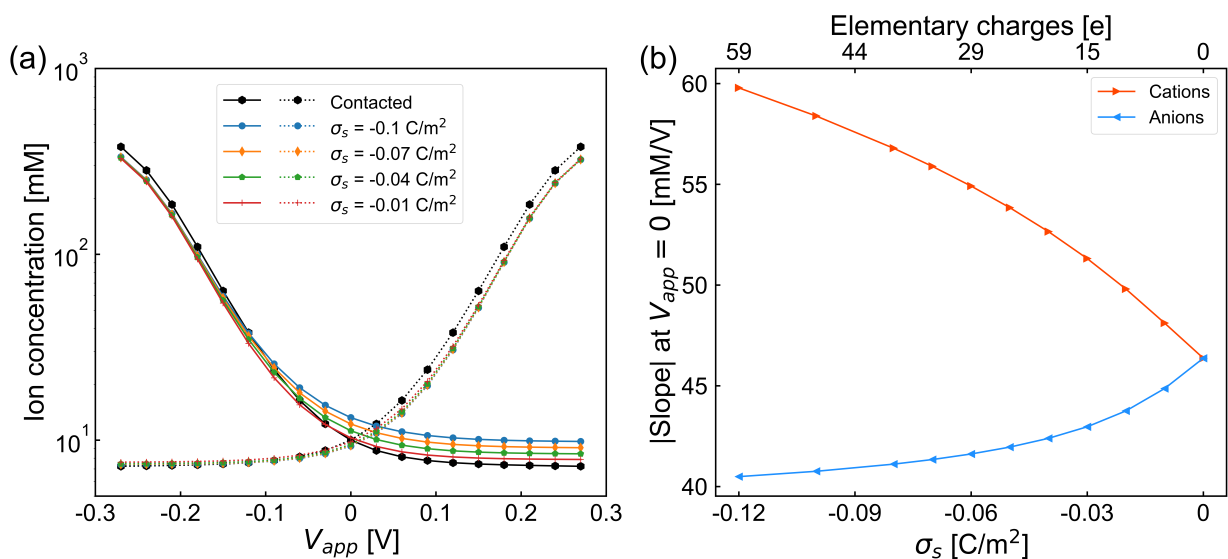 (a)
10³
10²
10¹
Ion concentration [mM]
Contacted
σₛ = -0.1 C/m²
σₛ = -0.07 C/m²
σₛ = -0.04 C/m²
σₛ = -0.01 C/m²
-0.3 -0.2 -0.1 0 0.1 0.2 0.3
V_app [V]
(b)
Elementary charges [e]
59 44 29 15 0
60
55
50
45
40
|Slope| at V_app = 0 [mM/V]
Cations
Anions
-0.12 -0.09 -0.06 -0.03 0
σₛ [C/m²]